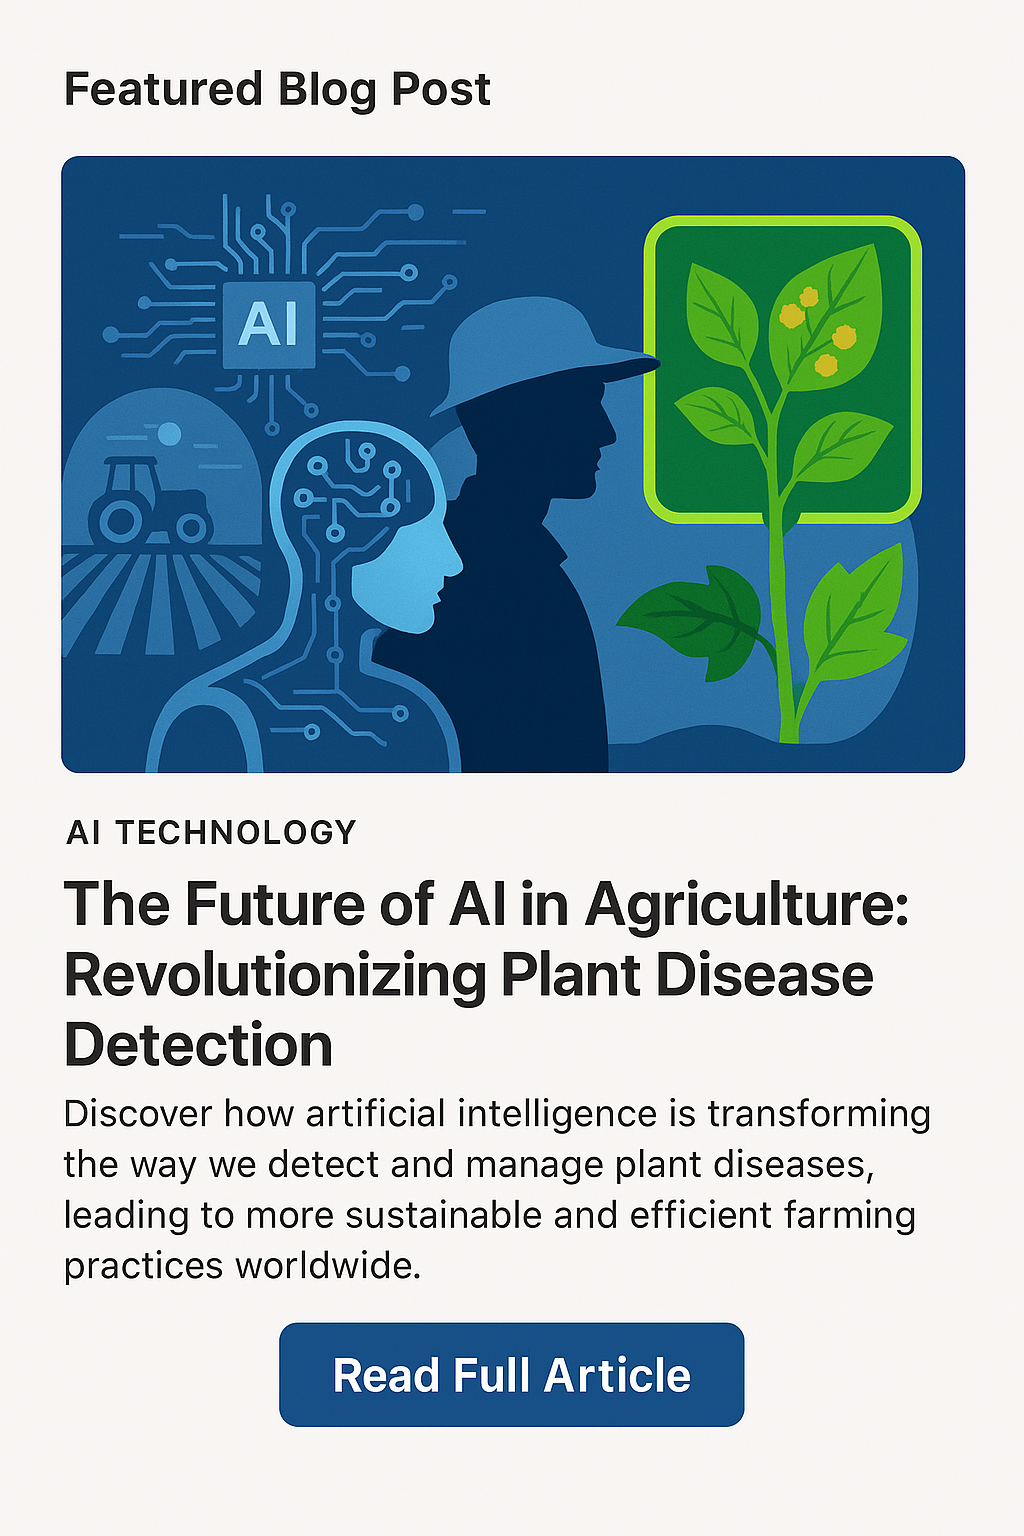 Featured Blog Post
AI
AI TECHNOLOGY
The Future of AI in Agriculture:
Revolutionizing Plant Disease
Detection
Discover how artificial intelligence is transforming
the way we detect and manage plant diseases,
leading to more sustainable and efficient farming
practices worldwide.
Read Full Article